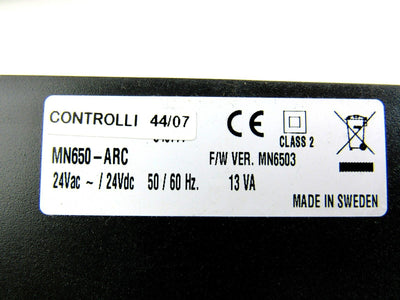 CONTROLLI 44/07
CE
CLASS 2
MN650-ARC F/W VER. MN6503
24Vac ~ / 24Vdc 50 / 60 Hz. 13 VA
MADE IN SWEDEN